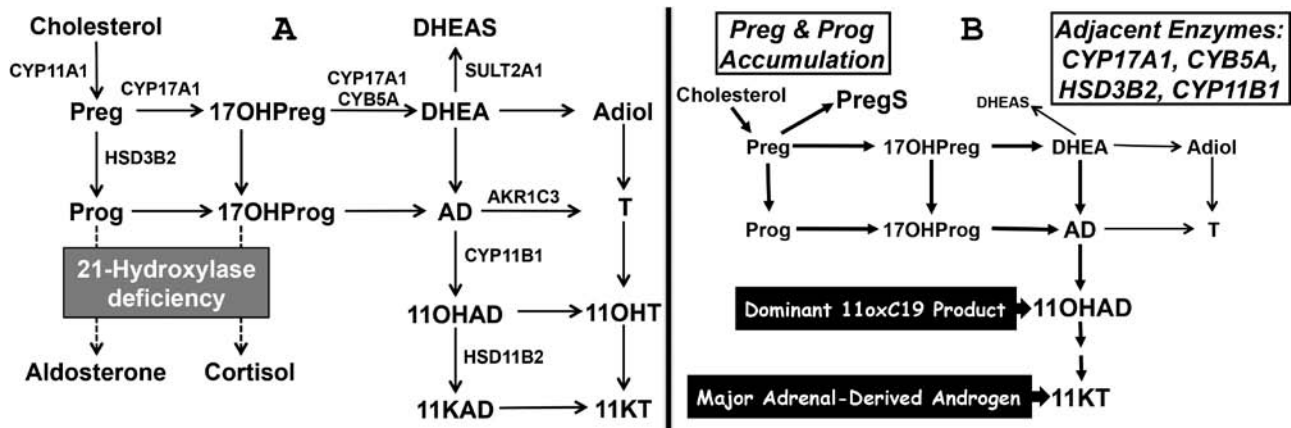 A
Cholesterol
DHEAS
CYP11A1
CYP17A1
CYP17A1
CYB5A
SULT2A1
Preg
17OHPreg
DHEA
Adiol
HSD3B2
Prog
17OHProg
AD
AKR1C3
T
21-Hydroxylase
deficiency
CYP11B1
11OHAD
11OHT
HSD11B2
Aldosterone
Cortisol
11KAD
11KT
B
Preg & Prog
Accumulation
Adjacent Enzymes:
CYP17A1, CYB5A,
HSD3B2, CYP11B1
Cholesterol
PregS
DHEAS
Preg
17OHPreg
DHEA
Adiol
Prog
17OHProg
AD
T
Dominant 11oxC19 Product
11OHAD
Major Adrenal-Derived Androgen
11KT